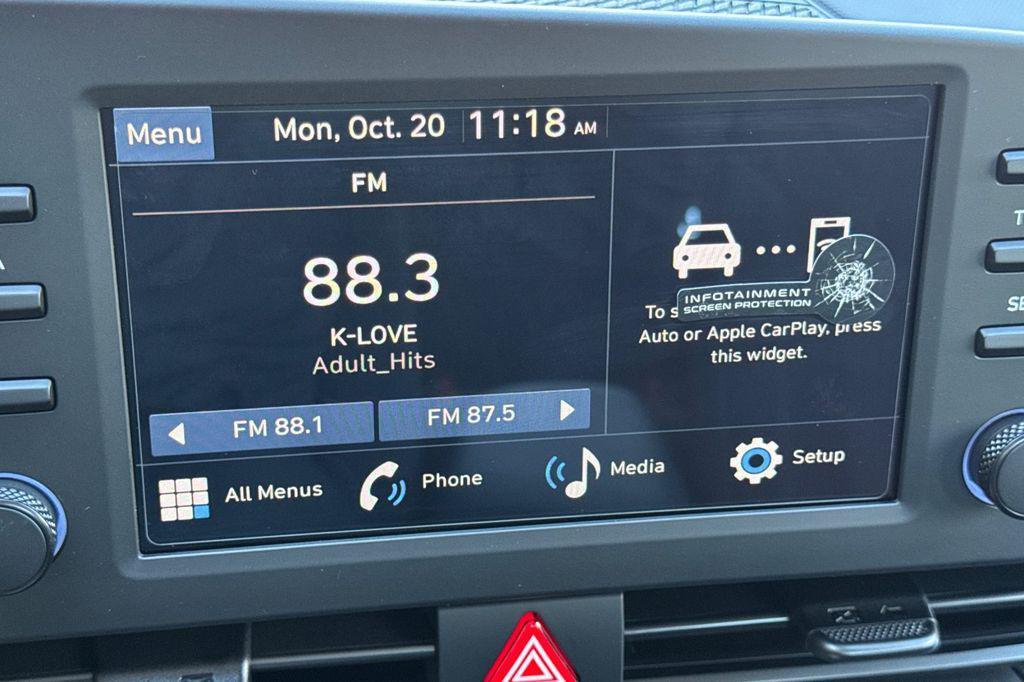 Menu
Mon, Oct. 20
11:18 AM
FM
88.3
K-LOVE
Adult_Hits
FM 88.1
FM 87.5
INFOTAINMENT
SCREEN PROTECTION
To
Auto or Apple CarPlay, press
this widget.
All Menus
Phone
Media
Setup